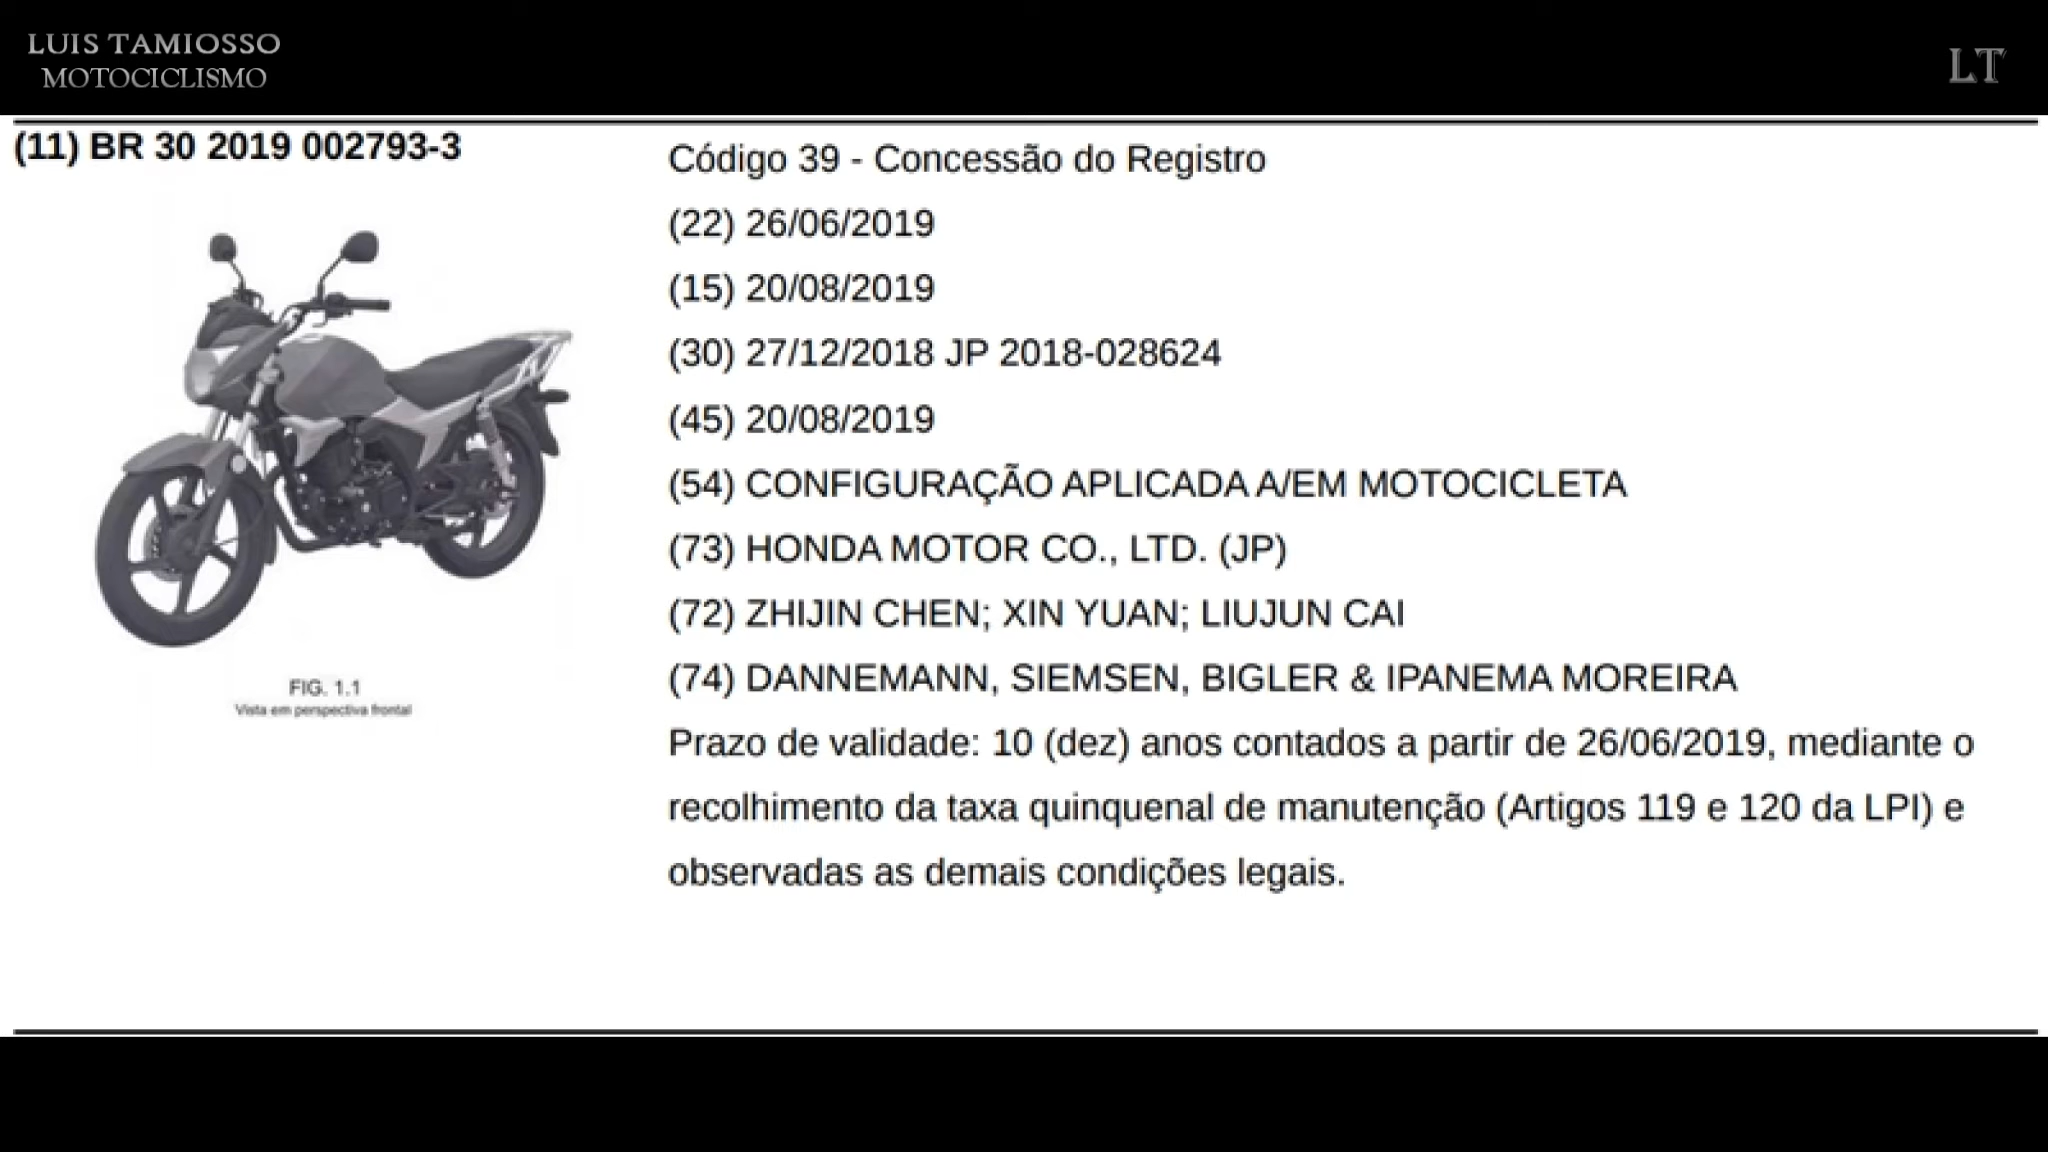 LUIS TAMIOSSO
MOTOCICLISMO
LT
(11) BR 30 2019 002793-3
FIG. 1.1
Vista em perspectiva frontal
Código 39 - Concessão do Registro
(22) 26/06/2019
(15) 20/08/2019
(30) 27/12/2018 JP 2018-028624
(45) 20/08/2019
(54) CONFIGURAÇÃO APLICADA A/EM MOTOCICLETA
(73) HONDA MOTOR CO., LTD. (JP)
(72) ZHIJIN CHEN; XIN YUAN; LIUJUN CAI
(74) DANNEMANN, SIEMSEN, BIGLER & IPANEMA MOREIRA
Prazo de validade: 10 (dez) anos contados a partir de 26/06/2019, mediante o
recolhimento da taxa quinquenal de manutenção (Artigos 119 e 120 da LPI) e
observadas as demais condições legais.